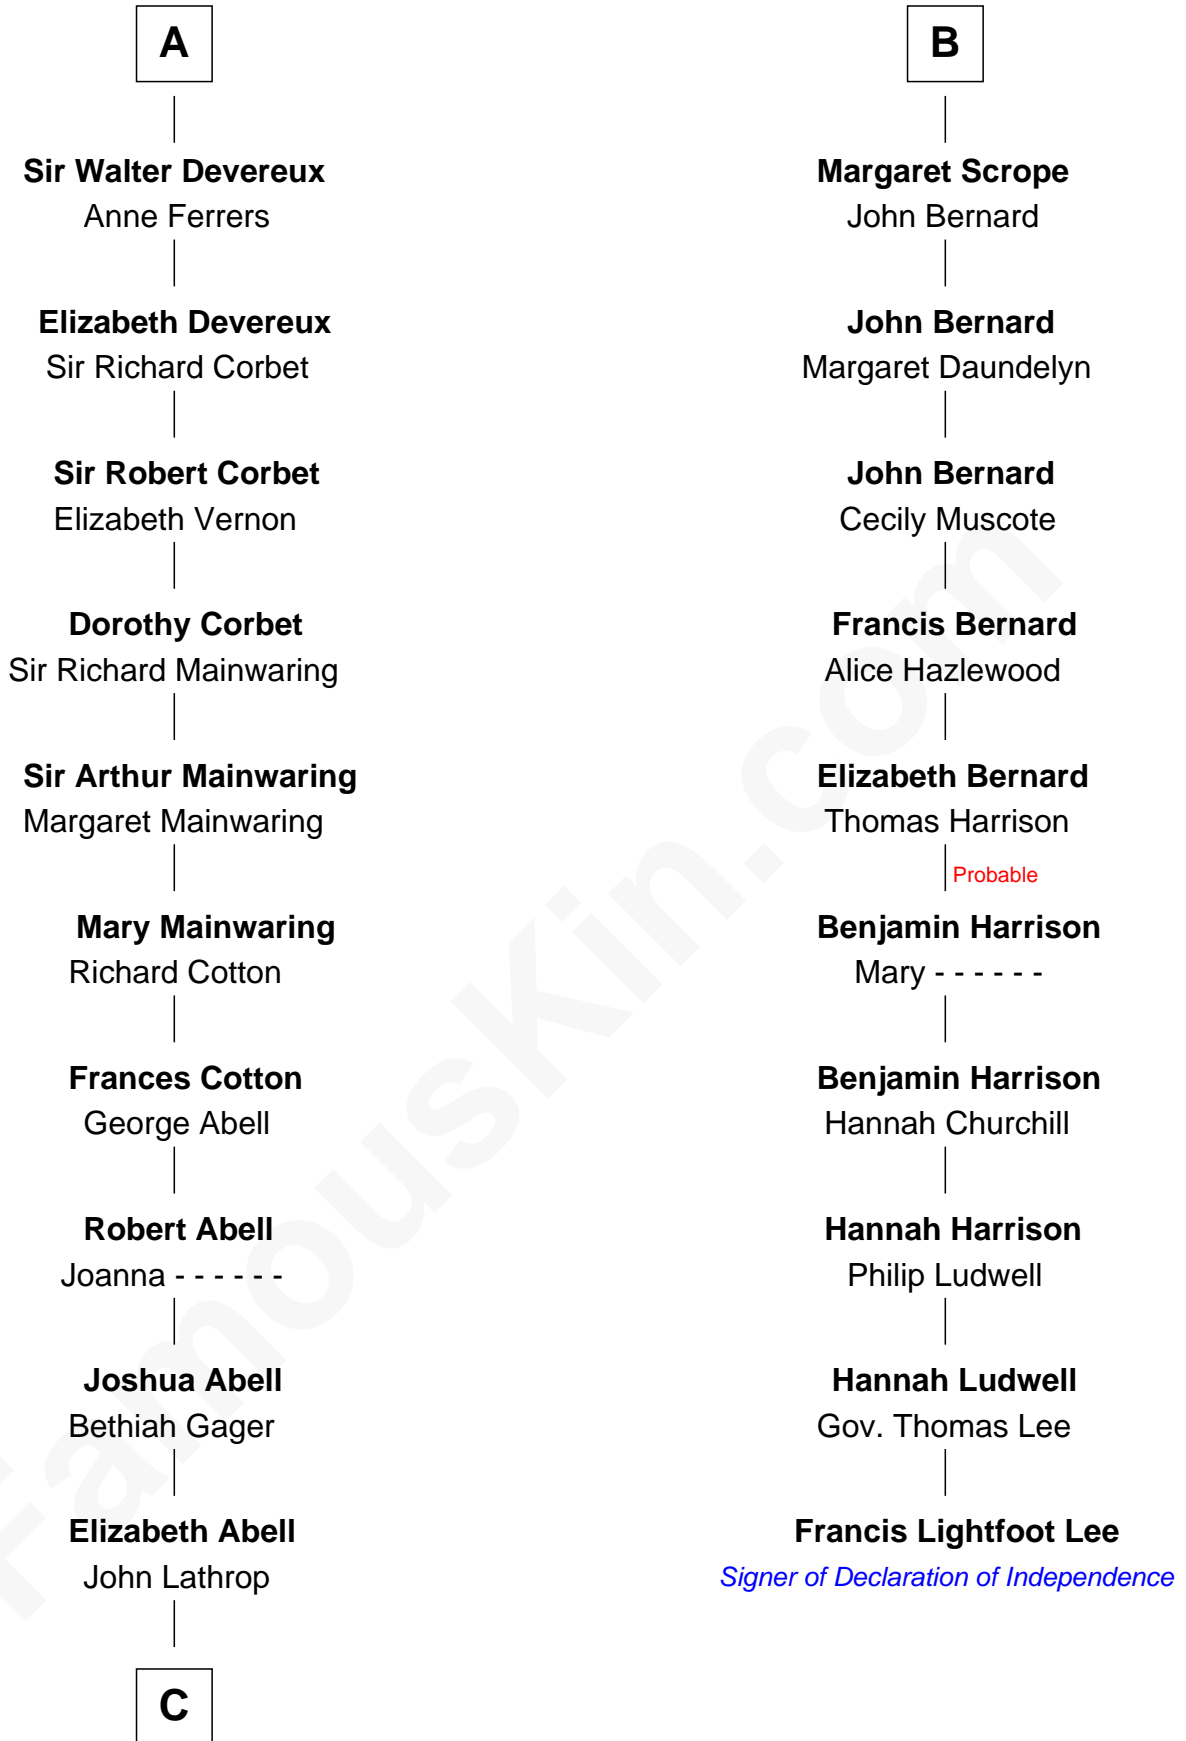 A
Sir Walter Devereux
Anne Ferrers
Elizabeth Devereux
Sir Richard Corbet
Sir Robert Corbet
Elizabeth Vernon
Dorothy Corbet
Sir Richard Mainwaring
Sir Arthur Mainwaring
Margaret Mainwaring
Mary Mainwaring
Richard Cotton
Frances Cotton
George Abell
Robert Abell
Joanna - - - - - -
Joshua Abell
Bethiah Gager
Elizabeth Abell
John Lathrop
C
B
Margaret Scrope
John Bernard
John Bernard
Margaret Daundelyn
John Bernard
Cecily Muscote
Francis Bernard
Alice Hazlewood
Elizabeth Bernard
Thomas Harrison
Probable
Benjamin Harrison
Mary - - - - - -
Benjamin Harrison
Hannah Churchill
Hannah Harrison
Philip Ludwell
Hannah Ludwell
Gov. Thomas Lee
Francis Lightfoot Lee
Signer of Declaration of Independence
FamousKin.com